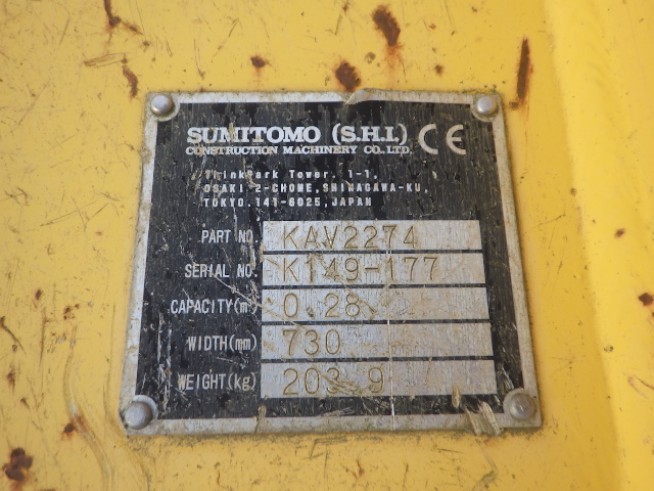 SUMITOMO (S.H.I.) CE
CONSTRUCTION MACHINERY CO., LTD.
ThinkPark Tower, 1-1,
OSAKI 2-CHOME, SHINAGAWA-KU,
TOKYO, 141-6025, JAPAN
PART NO. KAV2274
SERIAL NO. K149-177
CAPACITY(m³) 0.28
WIDTH(mm) 730
WEIGHT(kg) 203.9